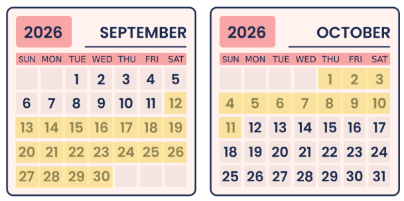 2026 SEPTEMBER
SUN MON TUE WED THU FRI SAT
1 2 3 4 5
6 7 8 9 10 11 12
13 14 15 16 17 18 19
20 21 22 23 24 25 26
27 28 29 30
2026 OCTOBER
SUN MON TUE WED THU FRI SAT
1 2 3
4 5 6 7 8 9 10
11 12 13 14 15 16 17
18 19 20 21 22 23 24
25 26 27 28 29 30 31